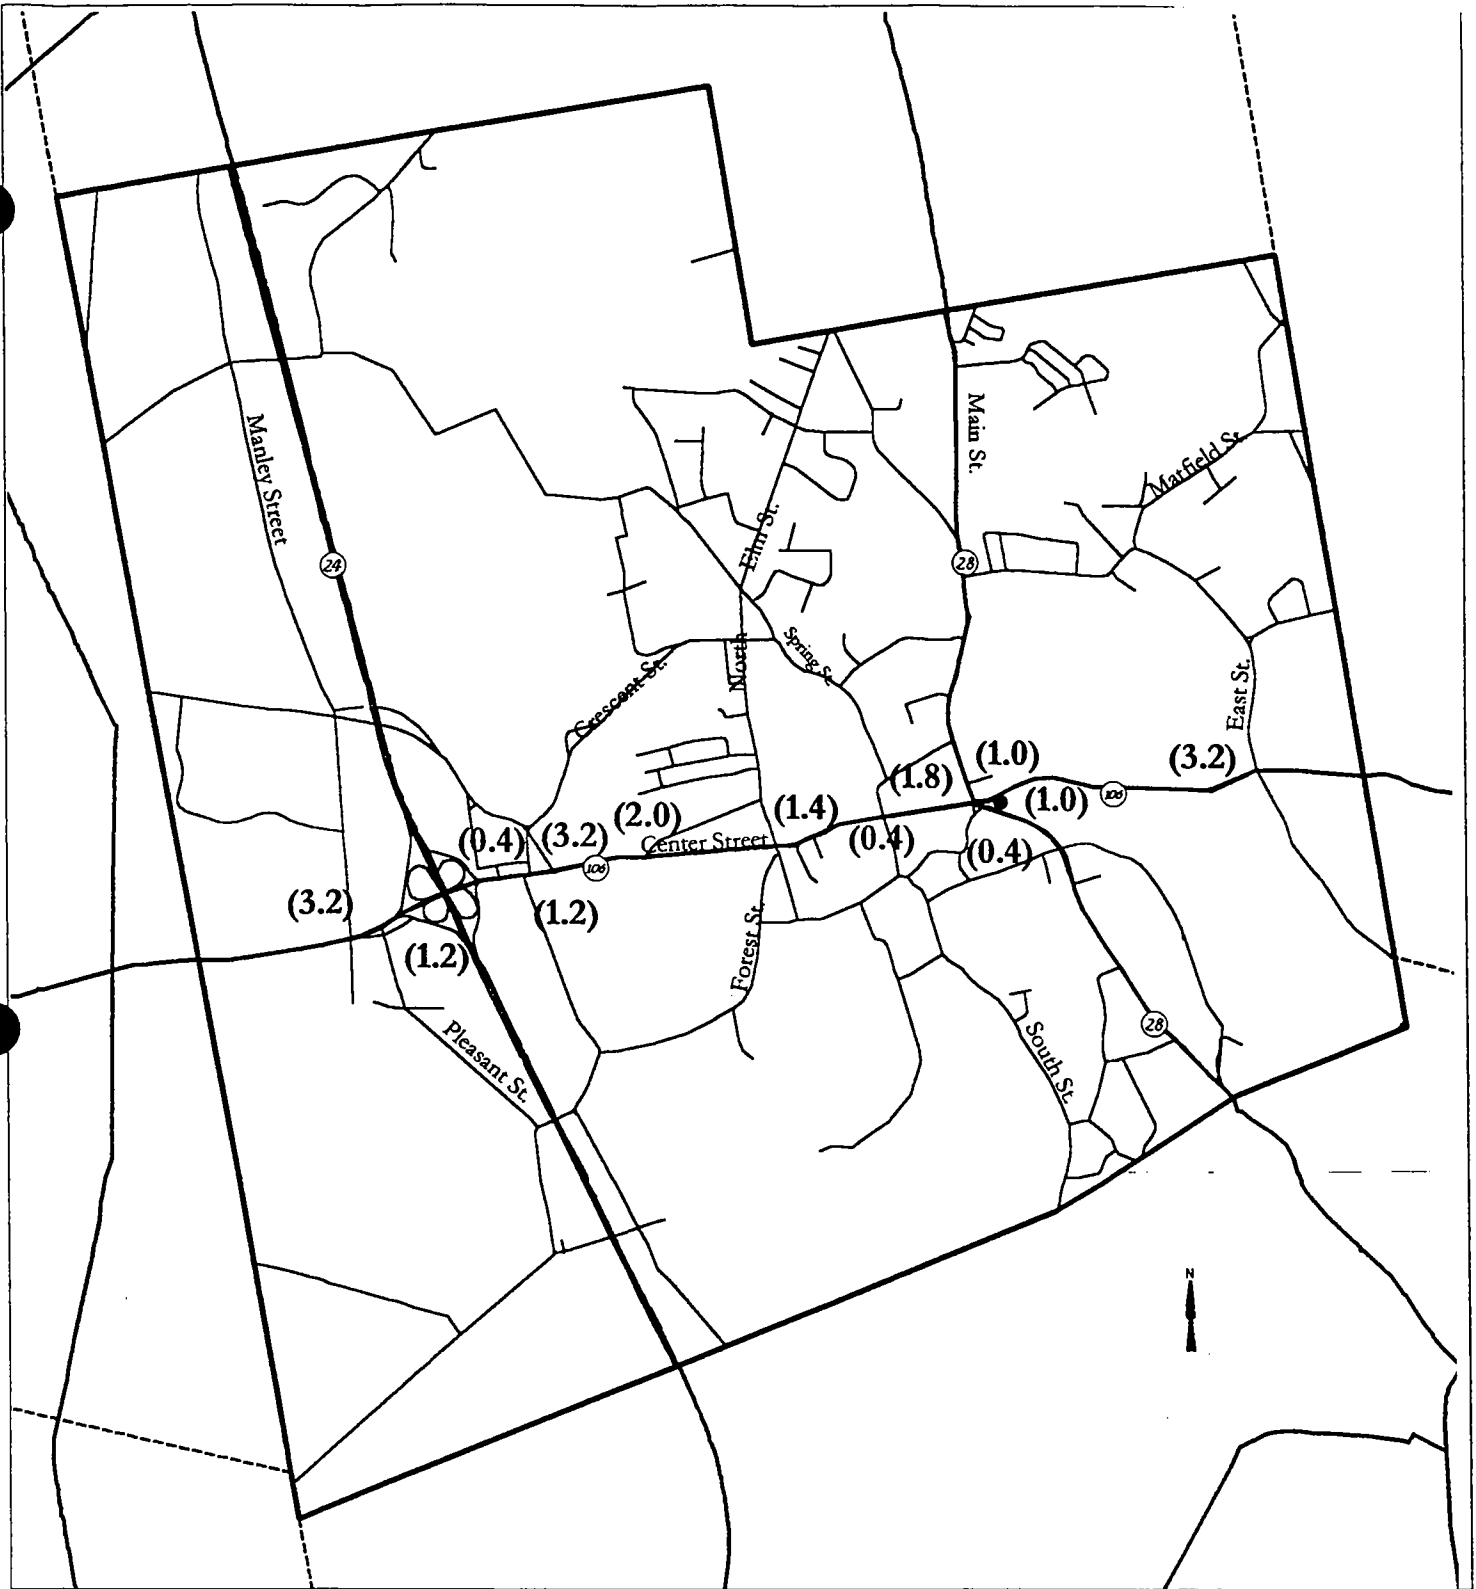 Main St.
Manley Street
Matfield St.
24
Elm St.
28
North
Spring St.
Crescent St.
East St.
(1.0)
(3.2)
(1.8)
(1.0)
106
(2.0)
(1.4)
(0.4)
(3.2)
Center Street
(0.4)
(0.4)
106
(3.2)
(1.2)
(1.2)
Forest St.
Pleasant St.
South St.
28
N